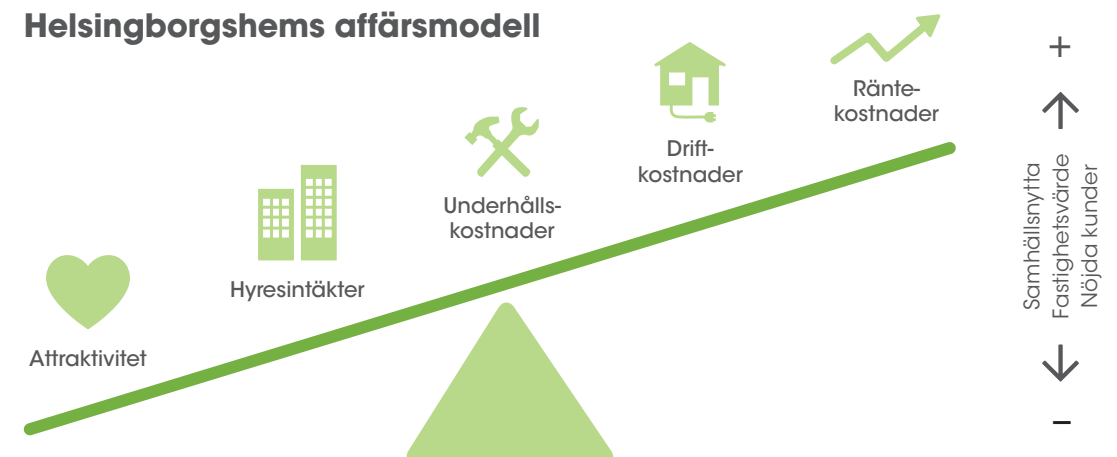 Helsingborgshems affärsmodell
Attraktivitet
Hyresintäkter
Underhålls-
kostnader
Drift-
kostnader
Ränte-
kostnader
+
Samhällsnytta
Fastighetsvärde
Nöjda kunder
–